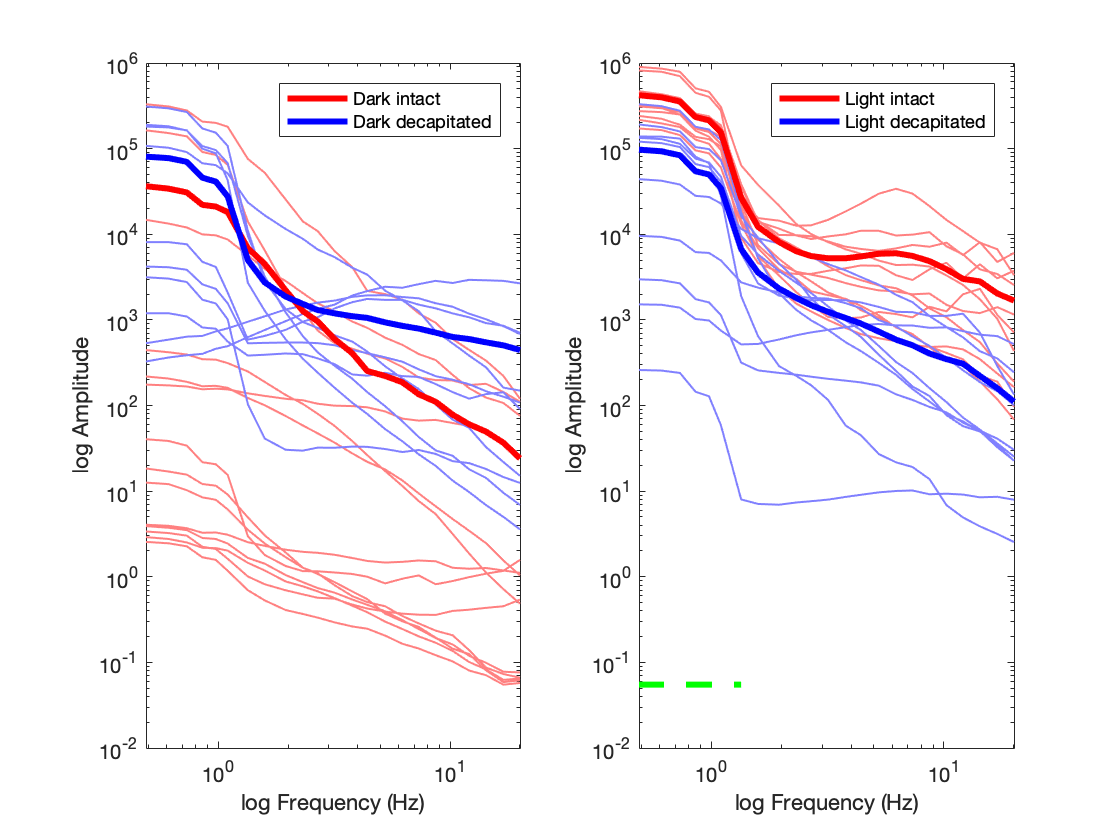 Dark intact
Dark decapitated
10^6
10^5
10^4
10^3
10^2
10^1
10^0
10^-1
10^-2
log Amplitude
10^0
10^1
log Frequency (Hz)
Light intact
Light decapitated
10^6
10^5
10^4
10^3
10^2
10^1
10^0
10^-1
10^-2
log Amplitude
10^0
10^1
log Frequency (Hz)